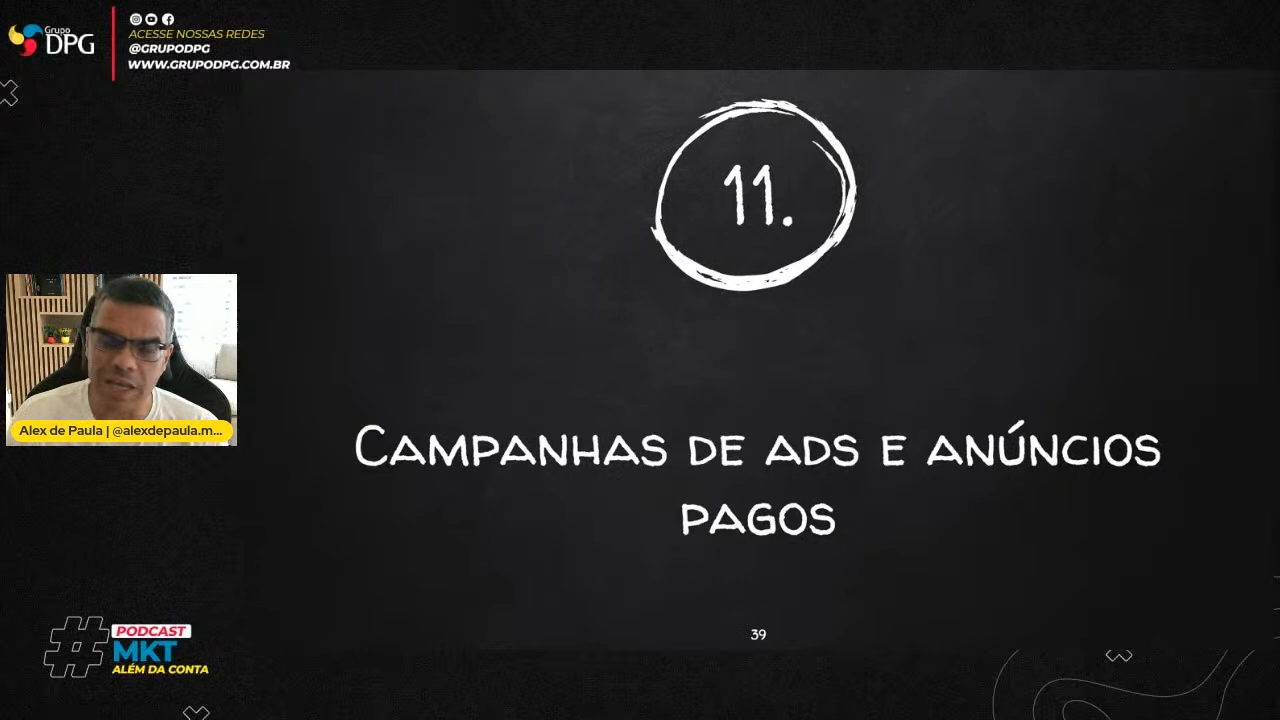 Grupo
DPG
ACESSE NOSSAS REDES
@GRUPODPG
WWW.GRUPODPG.COM.BR
11.
Campanhas de ads e anúncios
pagos
Alex de Paula | @alexdepaula.m...
39
#
PODCAST
MKT
ALÉM DA CONTA